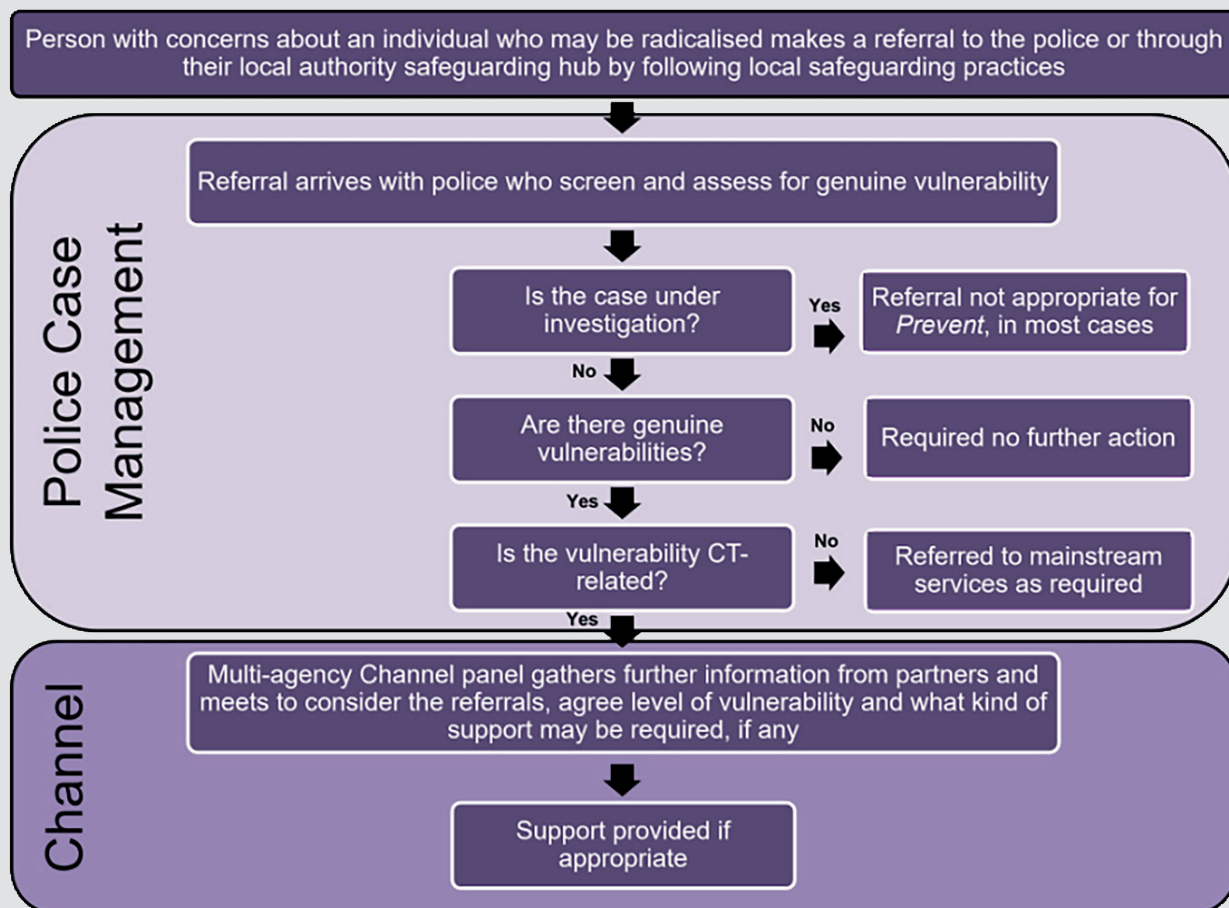 Person with concerns about an individual who may be radicalised makes a referral to the police or through
their local authority safeguarding hub by following local safeguarding practices
Police Case
Management
Referral arrives with police who screen and assess for genuine vulnerability
Is the case under
investigation?
Yes
Referral not appropriate for
Prevent, in most cases
No
Are there genuine
vulnerabilities?
No
Required no further action
Yes
Is the vulnerability CT-
related?
No
Referred to mainstream
services as required
Yes
Channel
Multi-agency Channel panel gathers further information from partners and
meets to consider the referrals, agree level of vulnerability and what kind of
support may be required, if any
Support provided if
appropriate